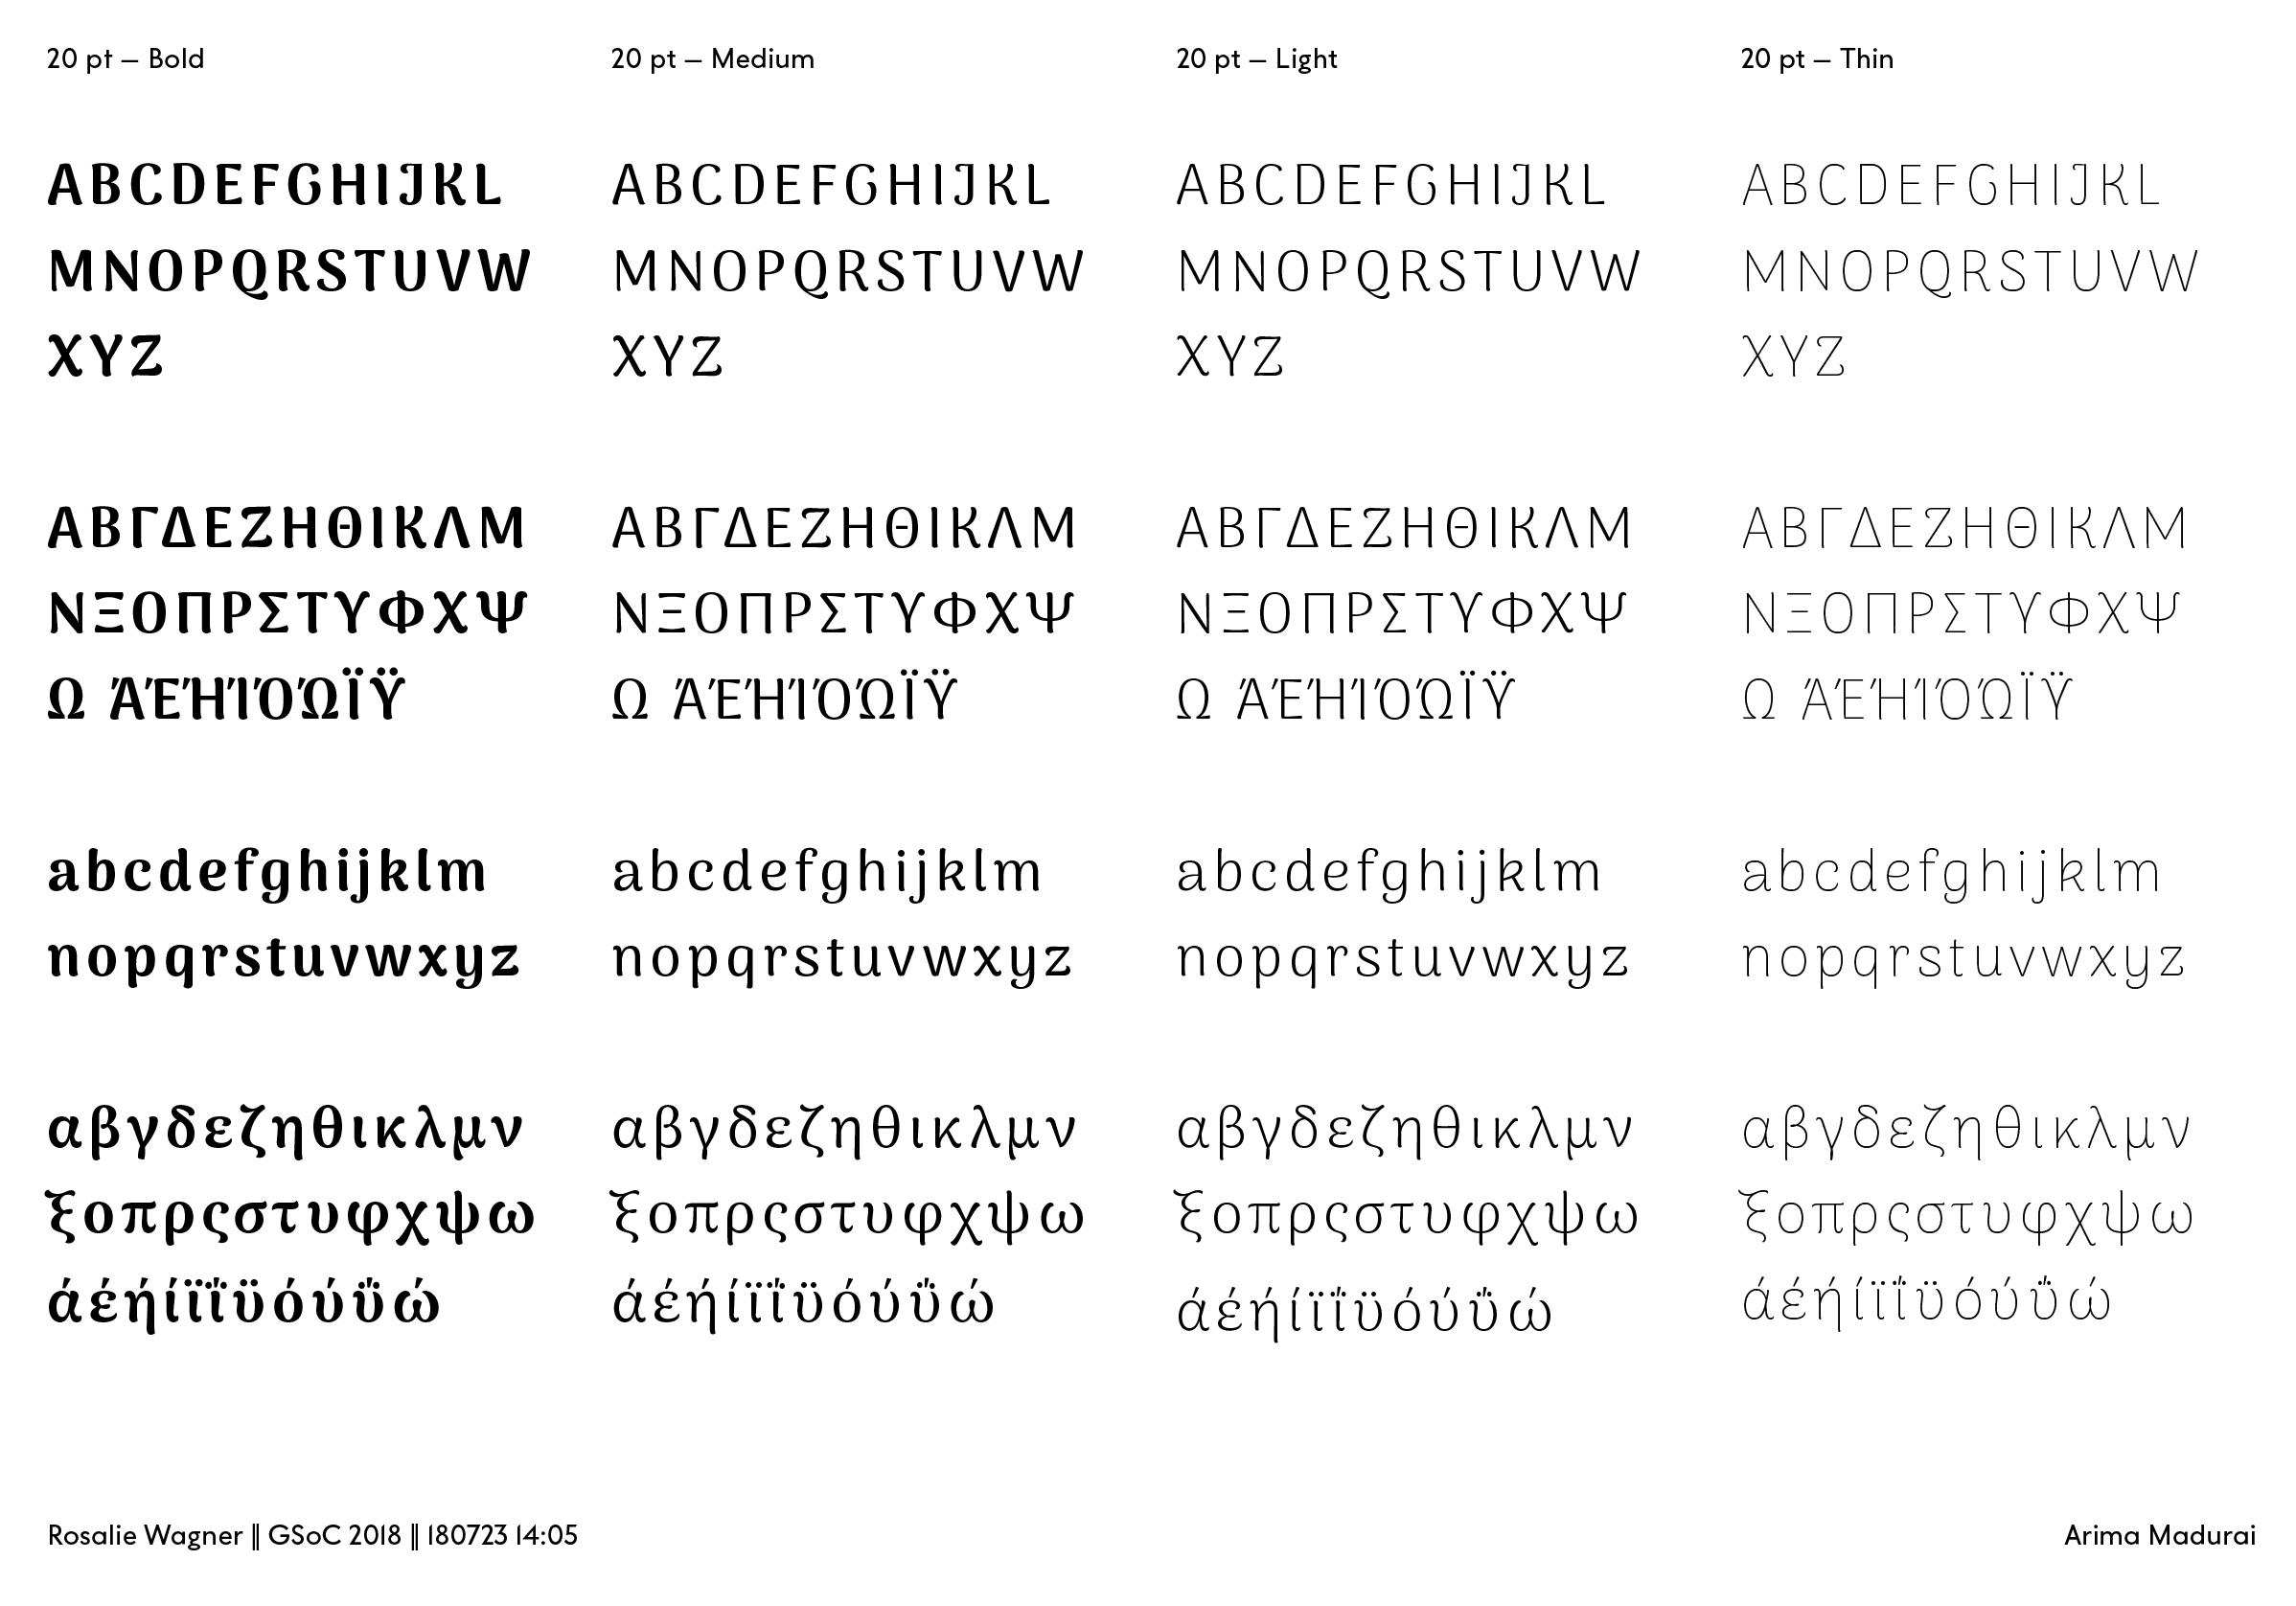 20 pt — Bold
ABCDEFGHIJKL
MNOPQRSTUVW
XYZ
ΑΒΓΔΕΖΗΘΙΚΛΜ
ΝΞΟΠΡΣΤΥΦΧΨ
Ω ΆΈΉΊΌΏΪΫ
abcdefghijklm
nopqrstuvwxyz
αβγδεζηθικλμν
ξοπρςστυφχψω
άέήίϊΐϋόύΰώ
20 pt — Medium
ABCDEFGHIJKL
MNOPQRSTUVW
XYZ
ΑΒΓΔΕΖΗΘΙΚΛΜ
ΝΞΟΠΡΣΤΥΦΧΨ
Ω ΆΈΉΊΌΏΪΫ
abcdefghijklm
nopqrstuvwxyz
αβγδεζηθικλμν
ξοπρςστυφχψω
άέήίϊΐϋόύΰώ
20 pt — Light
ABCDEFGHIJKL
MNOPQRSTUVW
XYZ
ΑΒΓΔΕΖΗΘΙΚΛΜ
ΝΞΟΠΡΣΤΥΦΧΨ
Ω ΆΈΉΊΌΏΪΫ
abcdefghijklm
nopqrstuvwxyz
αβγδεζηθικλμν
ξοπρςστυφχψω
άέήίϊΐϋόύΰώ
20 pt — Thin
ABCDEFGHIJKL
MNOPQRSTUVW
XYZ
ΑΒΓΔΕΖΗΘΙΚΛΜ
ΝΞΟΠΡΣΤΥΦΧΨ
Ω ΆΈΉΊΌΏΪΫ
abcdefghijklm
nopqrstuvwxyz
αβγδεζηθικλμν
ξοπρςστυφχψω
άέήίϊΐϋόύΰώ
Rosalie Wagner || GSoC 2018 || 180723 14:05
Arima Madurai